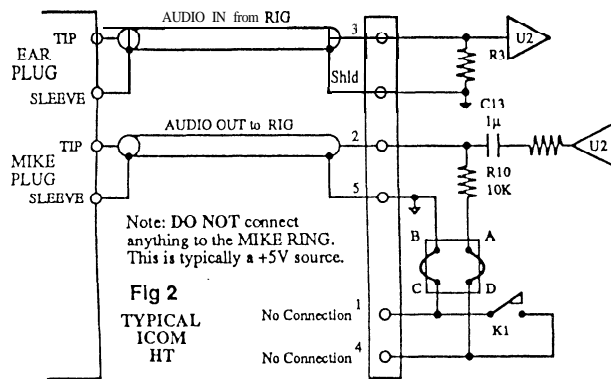 AUDIO IN from RIG
TIP
EAR
PLUG
SLEEVE
3
Shld
R3
U2
C13
1µ
AUDIO OUT to RIG
TIP
MIKE
PLUG
SLEEVE
2
U2
R10
10K
5
B
A
C
D
Note: DO NOT connect
anything to the MIKE RING.
This is typically a +5V source.
Fig 2
TYPICAL
ICOM
HT
No Connection 1
K1
No Connection 4